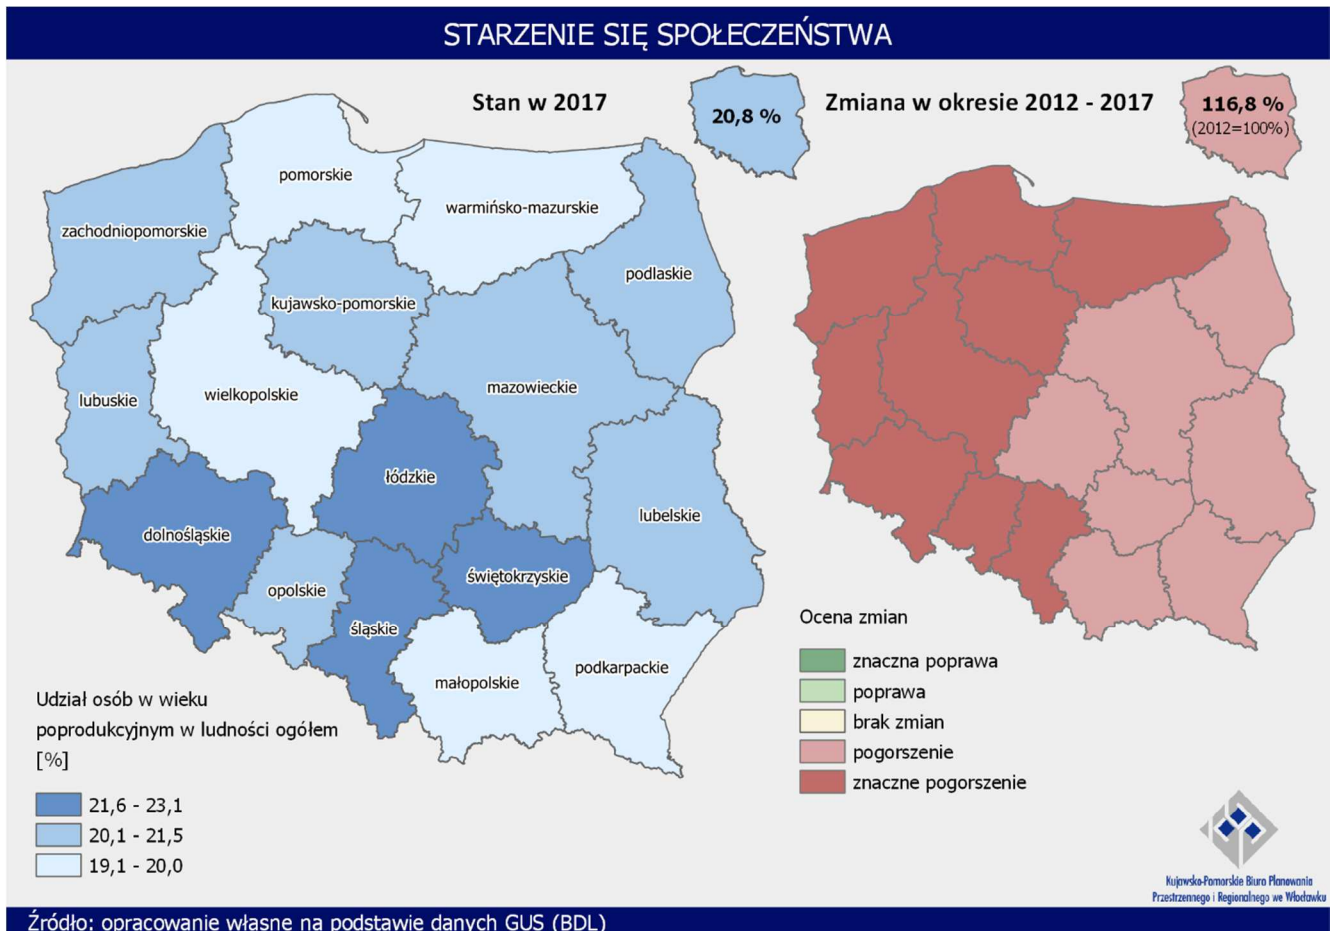 STARZENIE SIĘ SPOŁECZEŃSTWA
Stan w 2017
20,8 %
Zmiana w okresie 2012 - 2017
116,8 %
(2012=100%)
pomorskie
warmińsko-mazurskie
zachodniopomorskie
podlaskie
kujawsko-pomorskie
mazowieckie
wielkopolskie
lubuskie
łódzkie
lubelskie
dolnośląskie
świętokrzyskie
opolskie
śląskie
podkarpackie
małopolskie
Udział osób w wieku
poprodukcyjnym w ludności ogółem
[%]
21,6 - 23,1
20,1 - 21,5
19,1 - 20,0
Ocena zmian
znaczna poprawa
poprawa
brak zmian
pogorszenie
znaczne pogorszenie
Kujawsko-Pomorskie Biuro Planowania
Przestrzennego i Regionalnego we Włocławku
Źródło: opracowanie własne na podstawie danych GUS (BDL)